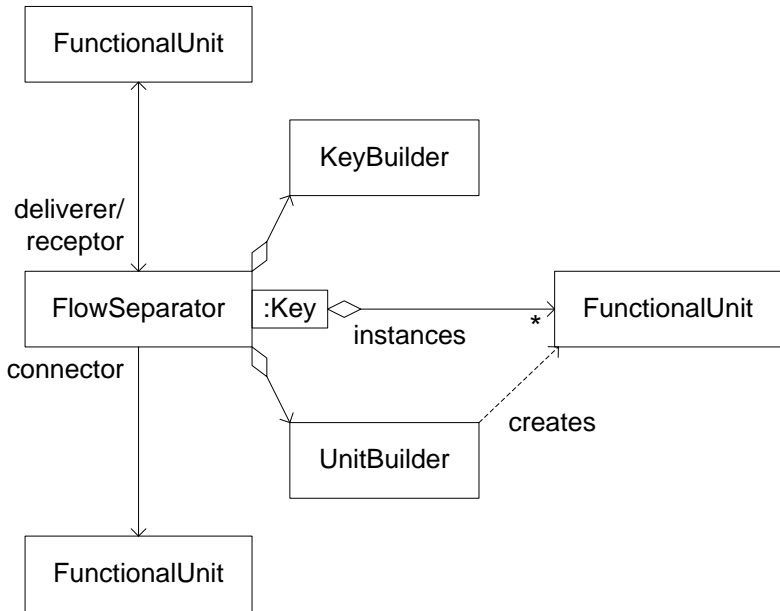 FunctionalUnit
KeyBuilder
deliverer/
receptor
FlowSeparator
:Key
instances
*
FunctionalUnit
connector
UnitBuilder
creates
FunctionalUnit